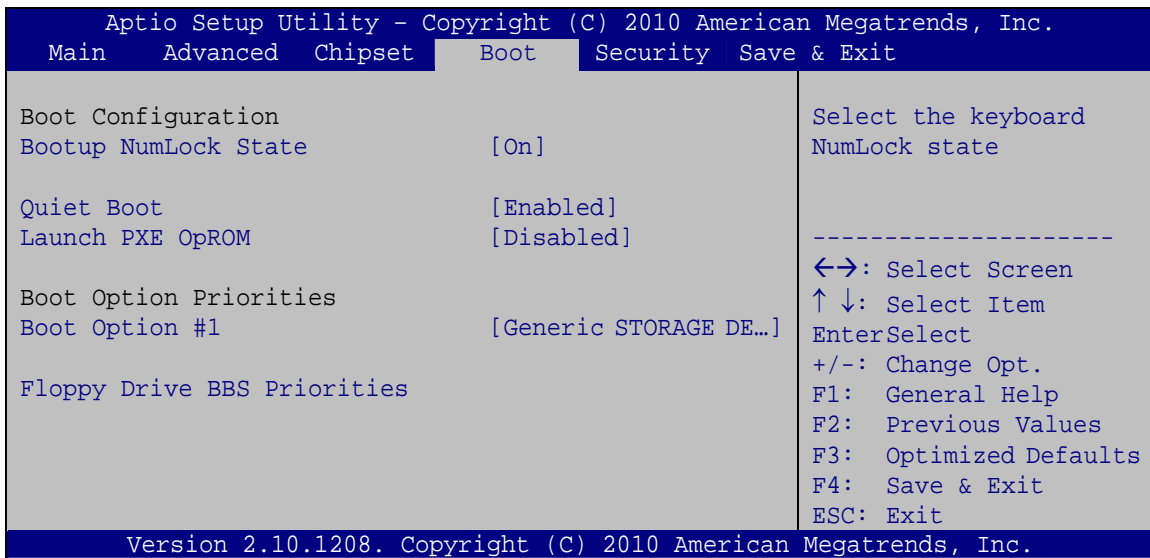 Aptio Setup Utility – Copyright (C) 2010 American Megatrends, Inc.
Main Advanced Chipset Boot Security Save & Exit
Boot Configuration
Bootup NumLock State [On]
Quiet Boot [Enabled]
Launch PXE OpROM [Disabled]
Boot Option Priorities
Boot Option #1 [Generic STORAGE DE…]
Floppy Drive BBS Priorities
Select the keyboard
NumLock state
---------------------
←→: Select Screen
↑ ↓: Select Item
EnterSelect
+/-: Change Opt.
F1: General Help
F2: Previous Values
F3: Optimized Defaults
F4: Save & Exit
ESC: Exit
Version 2.10.1208. Copyright (C) 2010 American Megatrends, Inc.